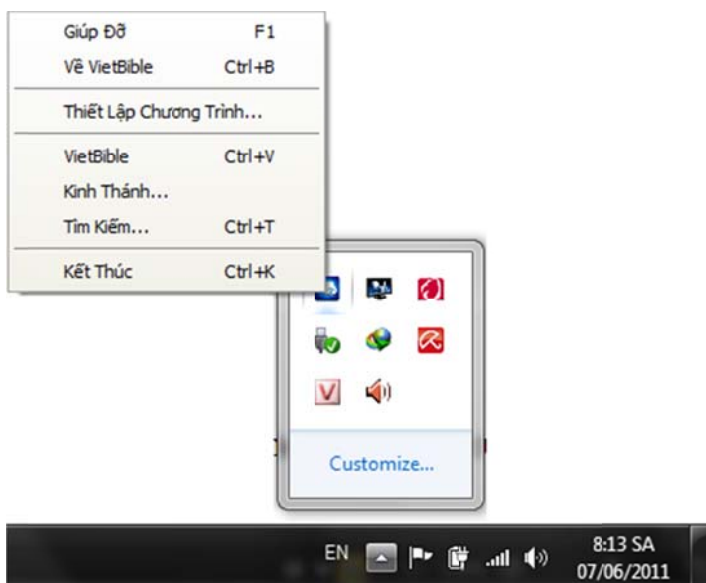 Giúp Đỡ F1
Về VietBible Ctrl+B
Thiết Lập Chương Trình...
VietBible Ctrl+V
Kinh Thánh...
Tìm Kiếm... Ctrl+T
Kết Thúc Ctrl+K
V
Customize...
EN 8:13 SA
07/06/2011